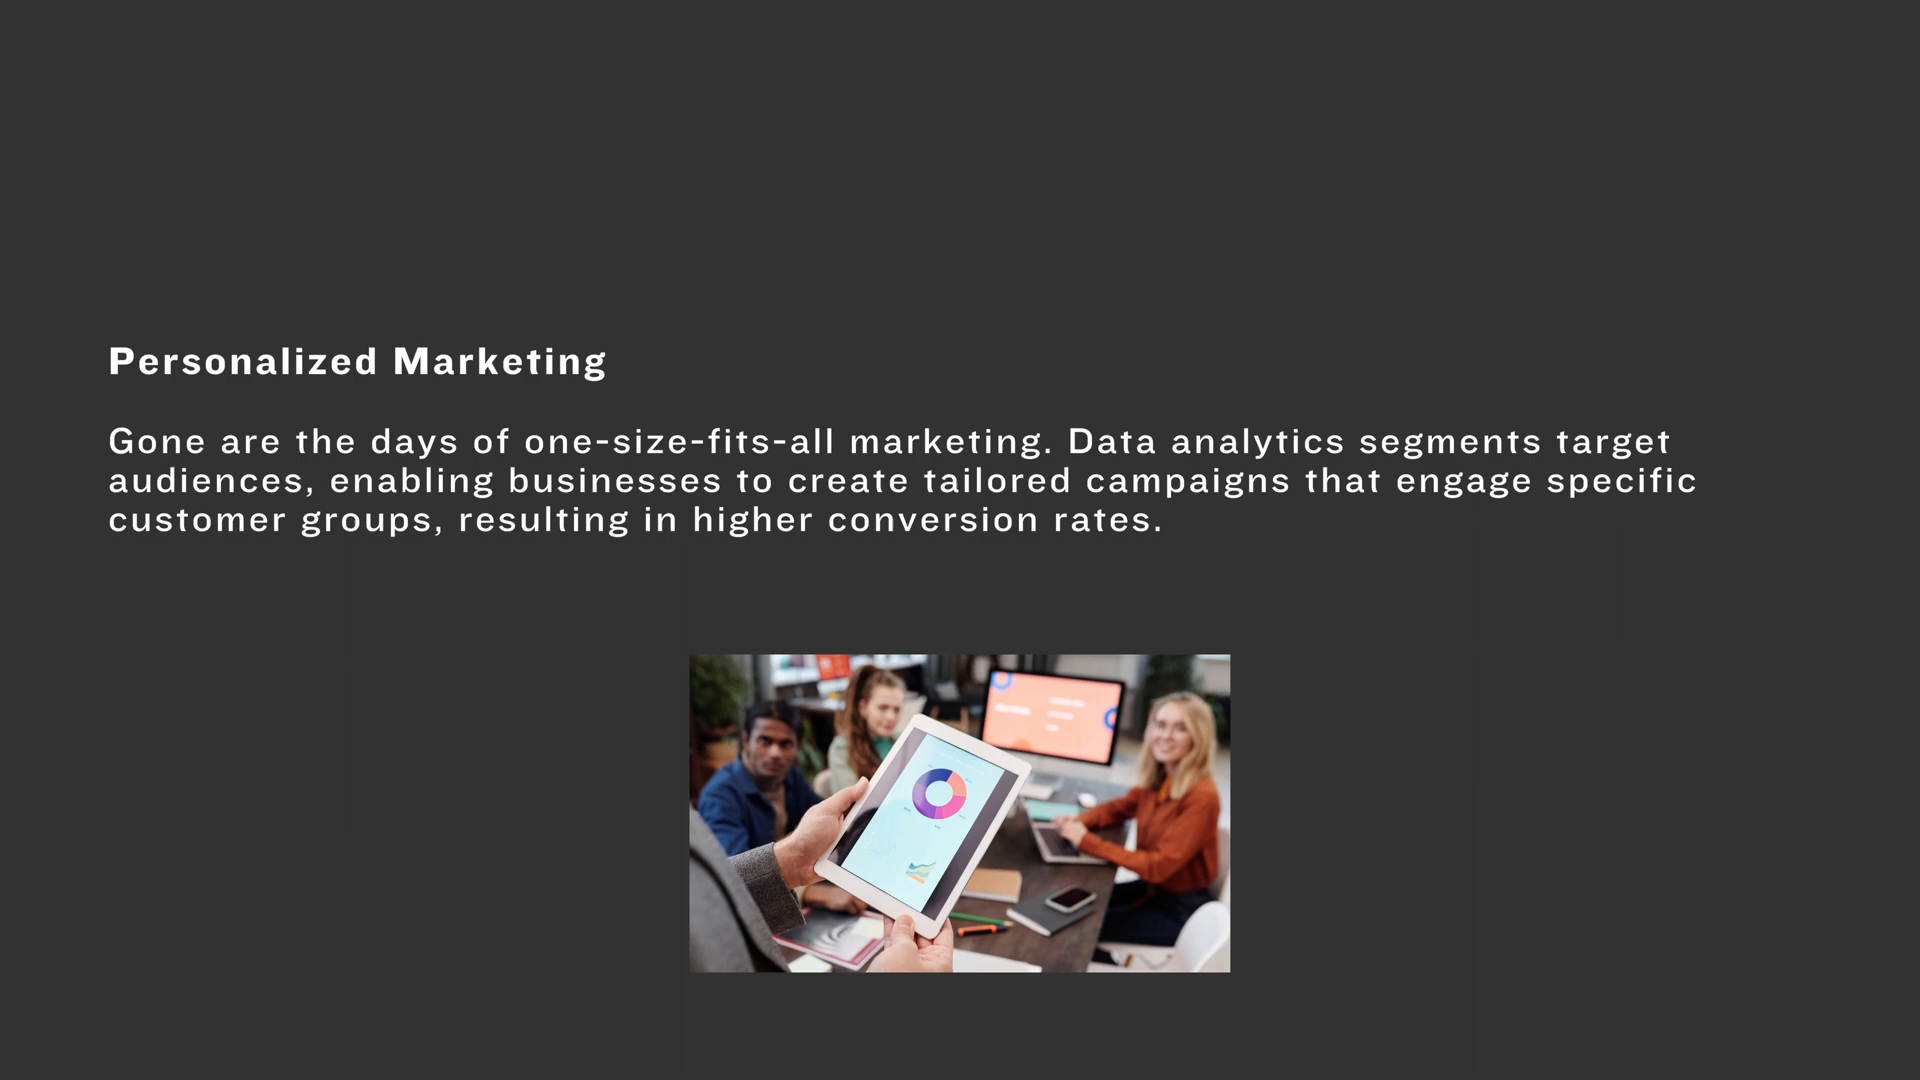 Personalized Marketing
Gone are the days of one-size-fits-all marketing. Data analytics segments target
audiences, enabling businesses to create tailored campaigns that engage specific
customer groups, resulting in higher conversion rates.